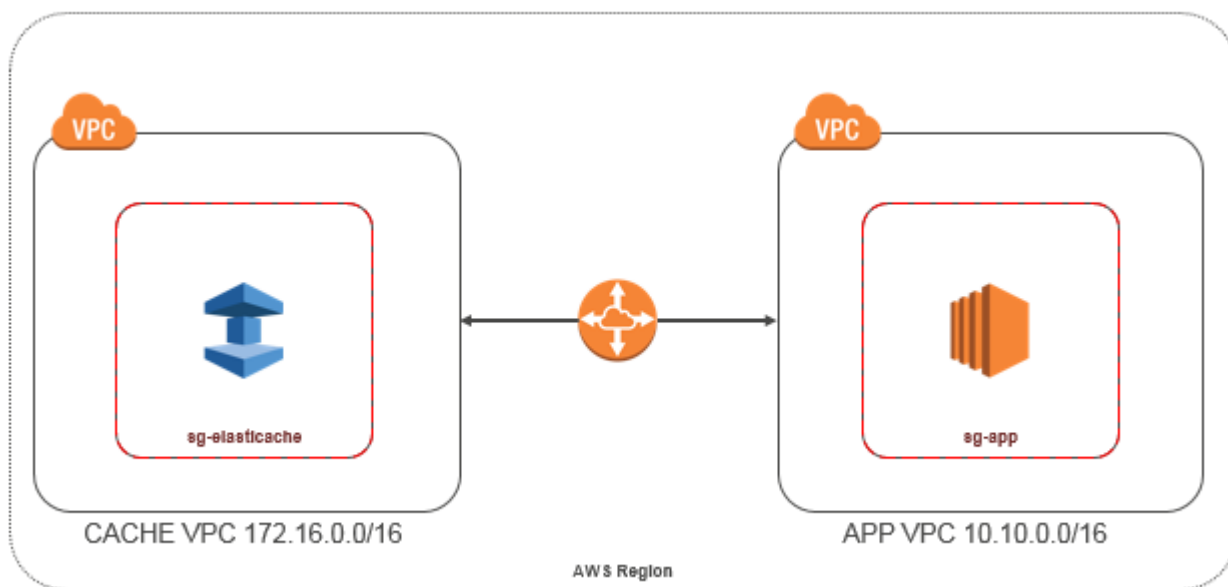 VPC
VPC
sg-elasticache
sg-app
CACHE VPC 172.16.0.0/16
APP VPC 10.10.0.0/16
AWS Region